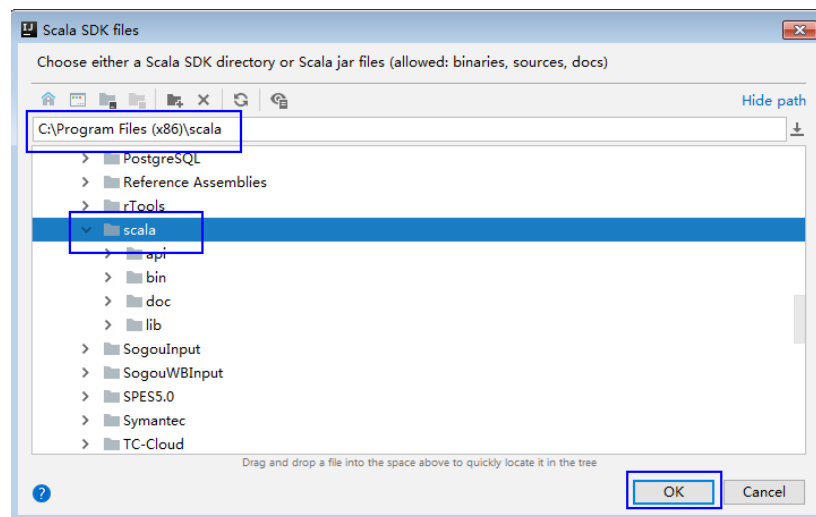 Scala SDK files
Choose either a Scala SDK directory or Scala jar files (allowed: binaries, sources, docs)
Hide path
C:\Program Files (x86)\scala
PostgreSQL
Reference Assemblies
rTools
scala
api
bin
doc
lib
SogouInput
SogouWBInput
SPES5.0
Symantec
TC-Cloud
Drag and drop a file into the space above to quickly locate it in the tree
? OK Cancel